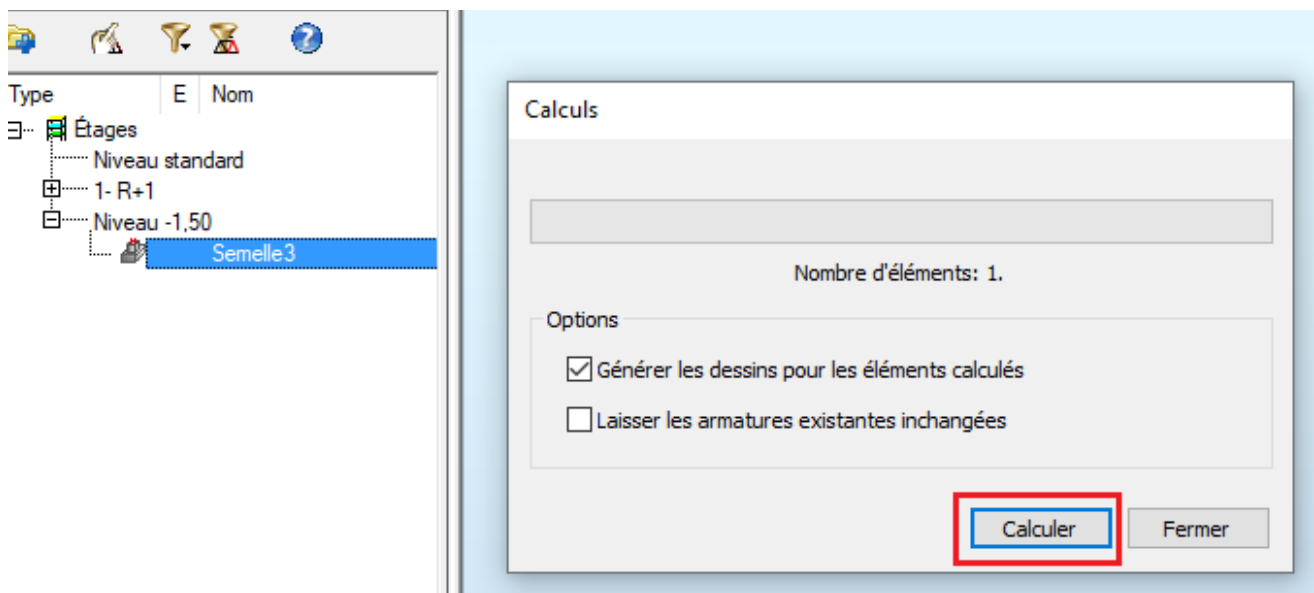 Type E Nom
Étages
Niveau standard
1- R+1
Niveau -1,50
Semelle3
Calculs
Nombre d'éléments: 1.
Options
Générer les dessins pour les éléments calculés
Laisser les armatures existantes inchangées
Calculer Fermer